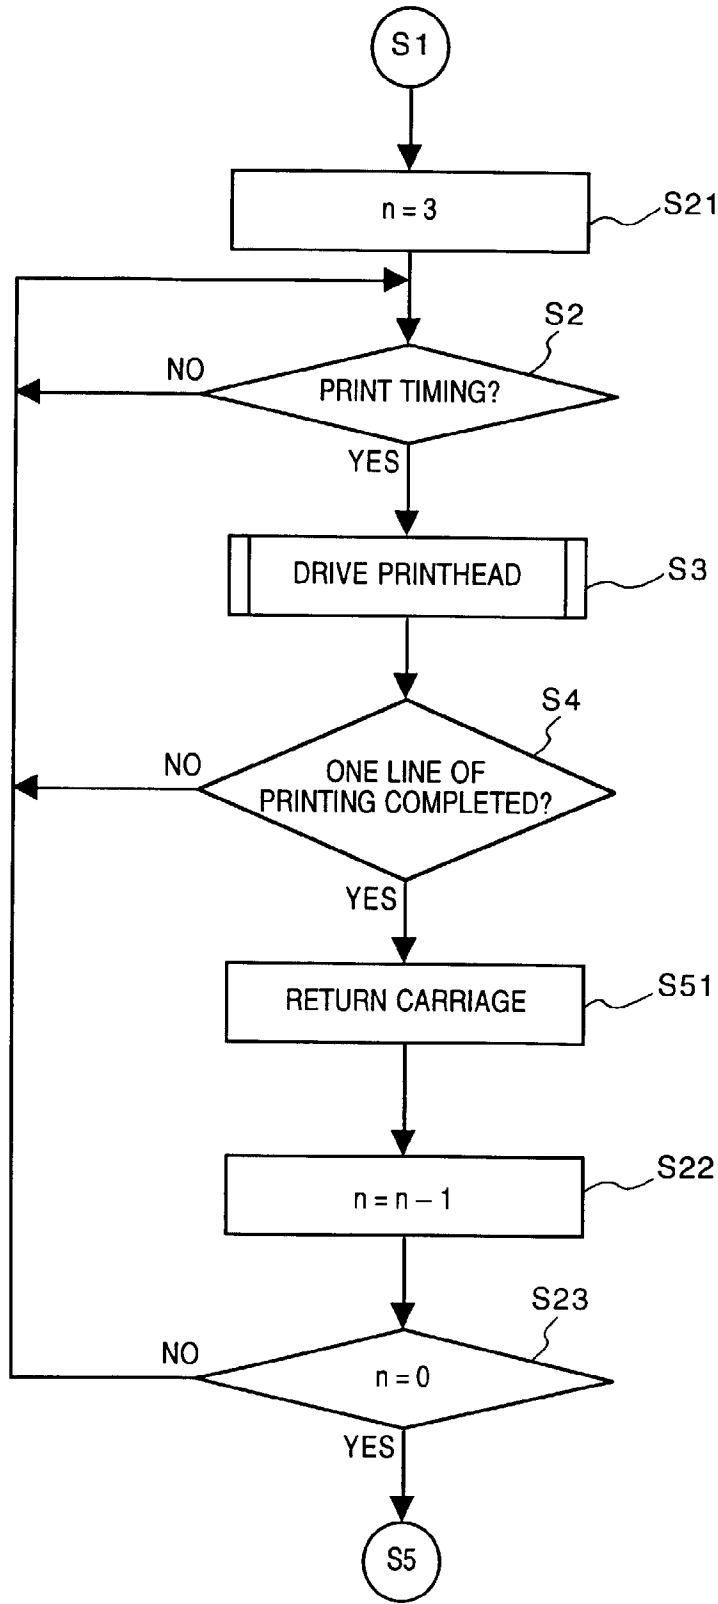 S1
n = 3
S21
S2
NO
PRINT TIMING?
YES
DRIVE PRINTHEAD
S3
S4
NO
ONE LINE OF
PRINTING COMPLETED?
YES
RETURN CARRIAGE
S51
n = n – 1
S22
S23
NO
n = 0
YES
S5